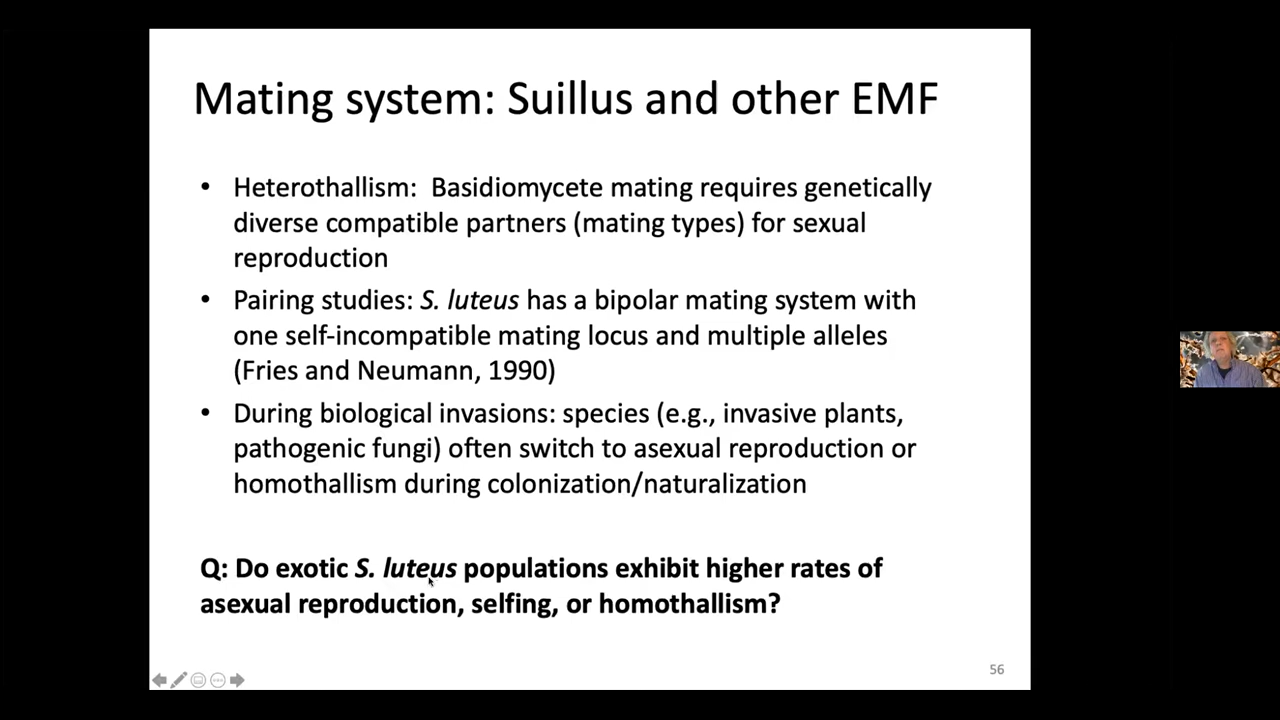 Mating system: Suillus and other EMF
• Heterothallism: Basidiomycete mating requires genetically
diverse compatible partners (mating types) for sexual
reproduction
• Pairing studies: S. luteus has a bipolar mating system with
one self-incompatible mating locus and multiple alleles
(Fries and Neumann, 1990)
• During biological invasions: species (e.g., invasive plants,
pathogenic fungi) often switch to asexual reproduction or
homothallism during colonization/naturalization
Q: Do exotic S. luteus populations exhibit higher rates of
asexual reproduction, selfing, or homothallism?
56